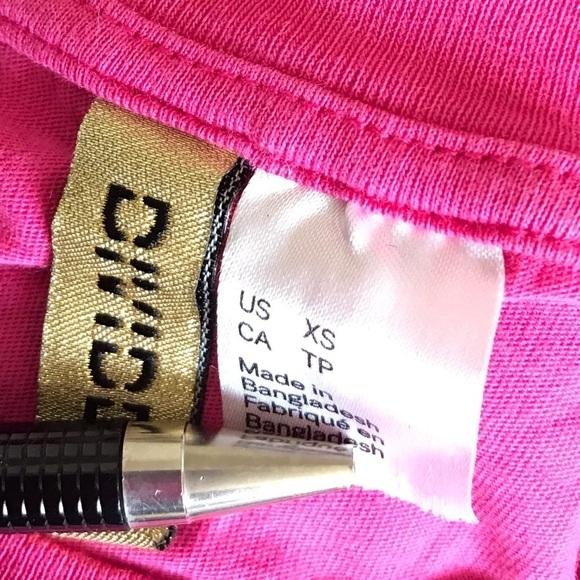 US XS
CA TP
Made in
Bangladesh
Fabriqué en
Bangladesh